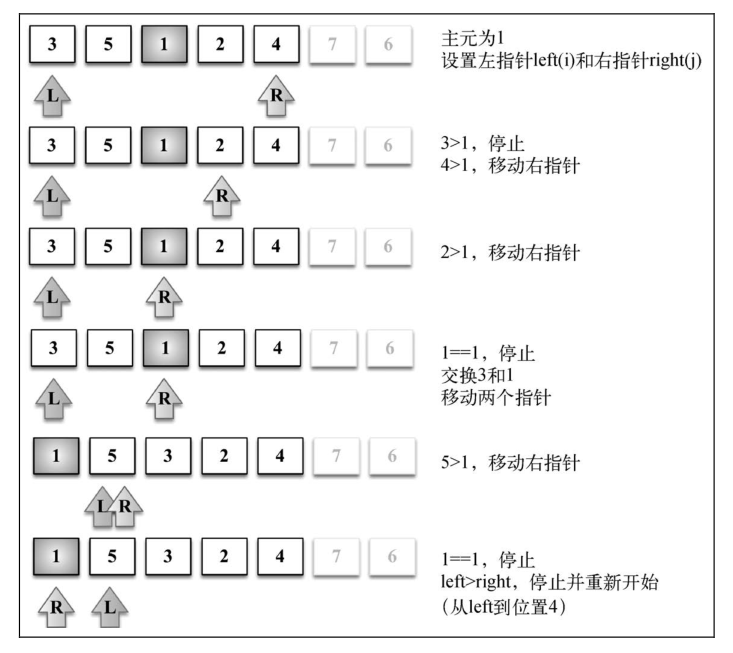 3 5 1 2 4 7 6
主元为1
设置左指针left(i)和右指针right(j)
L R
3 5 1 2 4 7 6
3>1，停止
4>1，移动右指针
L R
3 5 1 2 4 7 6
2>1，移动右指针
L R
3 5 1 2 4 7 6
1==1，停止
交换3和1
移动两个指针
L R
1 5 3 2 4 7 6
5>1，移动右指针
L R
1 5 3 2 4 7 6
1==1，停止
left>right，停止并重新开始
（从left到位置4）
R L